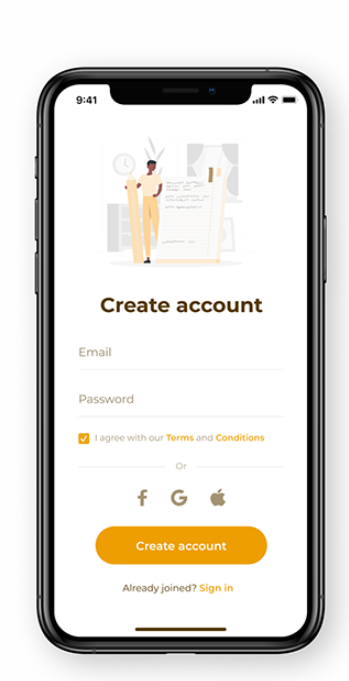 9:41
Create account
Email
Password
I agree with our Terms and Conditions
Or
Create account
Already joined? Sign in